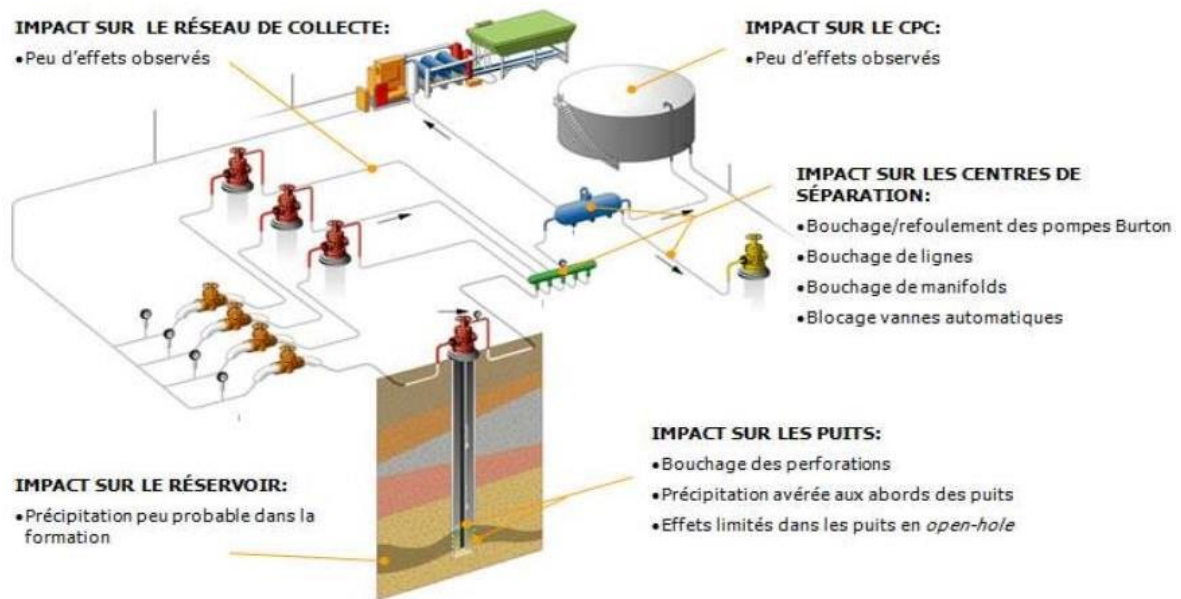 IMPACT SUR LE RÉSEAU DE COLLECTE:
•Peu d'effets observés
IMPACT SUR LE CPC:
•Peu d'effets observés
IMPACT SUR LES CENTRES DE
SÉPARATION:
•Bouchage/refoulement des pompes Burton
•Bouchage de lignes
•Bouchage de manifolds
•Blocage vannes automatiques
IMPACT SUR LES PUITS:
•Bouchage des perforations
•Précipitation avérée aux abords des puits
•Effets limités dans les puits en open-hole
IMPACT SUR LE RÉSERVOIR:
•Précipitation peu probable dans la
formation